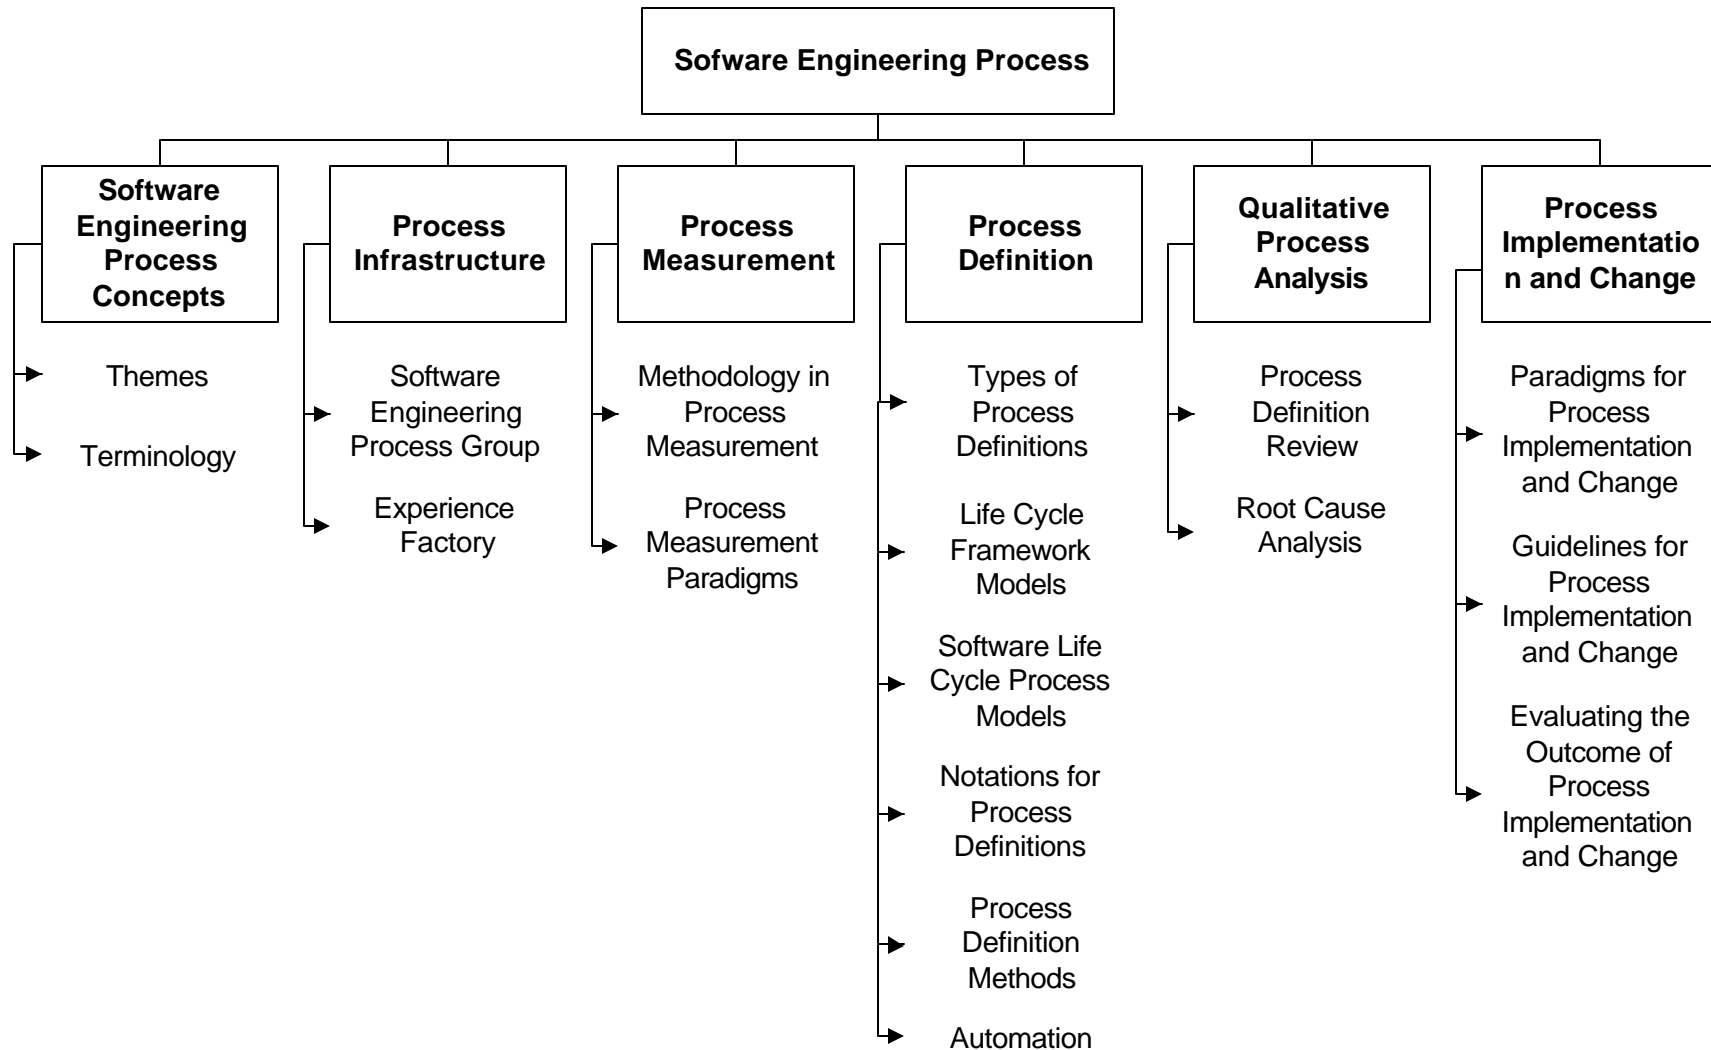 Sofware Engineering Process
Software
Engineering
Process
Concepts
Themes
Terminology
Process
Infrastructure
Software
Engineering
Process Group
Experience
Factory
Process
Measurement
Methodology in
Process
Measurement
Process
Measurement
Paradigms
Process
Definition
Types of
Process
Definitions
Life Cycle
Framework
Models
Software Life
Cycle Process
Models
Notations for
Process
Definitions
Process
Definition
Methods
Automation
Qualitative
Process
Analysis
Process
Definition
Review
Root Cause
Analysis
Process
Implementatio
n and Change
Paradigms for
Process
Implementation
and Change
Guidelines for
Process
Implementation
and Change
Evaluating the
Outcome of
Process
Implementation
and Change